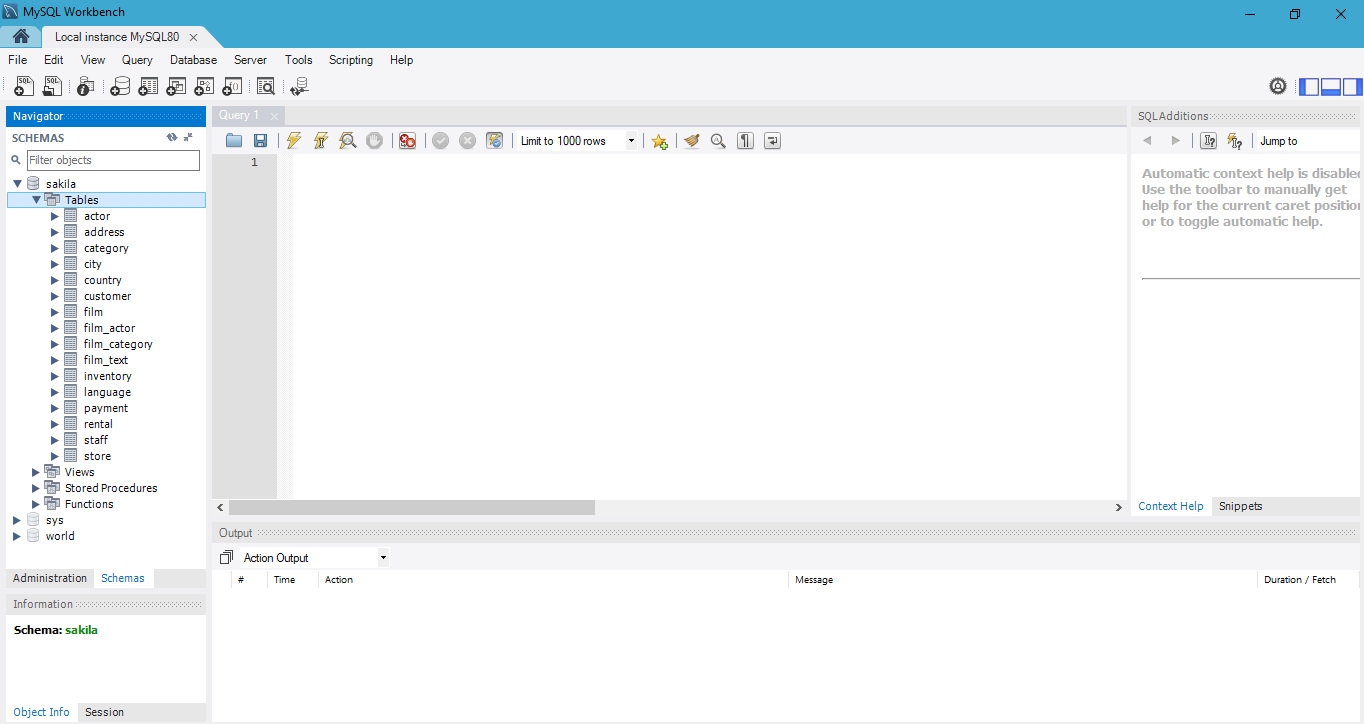 MySQL Workbench
Local instance MySQL80
File Edit View Query Database Server Tools Scripting Help
Navigator
SCHEMAS
Filter objects
sakila
Tables
actor
address
category
city
country
customer
film
film_actor
film_category
film_text
inventory
language
payment
rental
staff
store
Views
Stored Procedures
Functions
sys
world
Administration Schemas
Information
Schema: sakila
Object Info Session
Query 1
Limit to 1000 rows
1
SQLAdditions
Jump to
Automatic context help is disabled
Use the toolbar to manually get
help for the current caret position
or to toggle automatic help.
Context Help Snippets
Output
Action Output
# Time Action Message Duration / Fetch